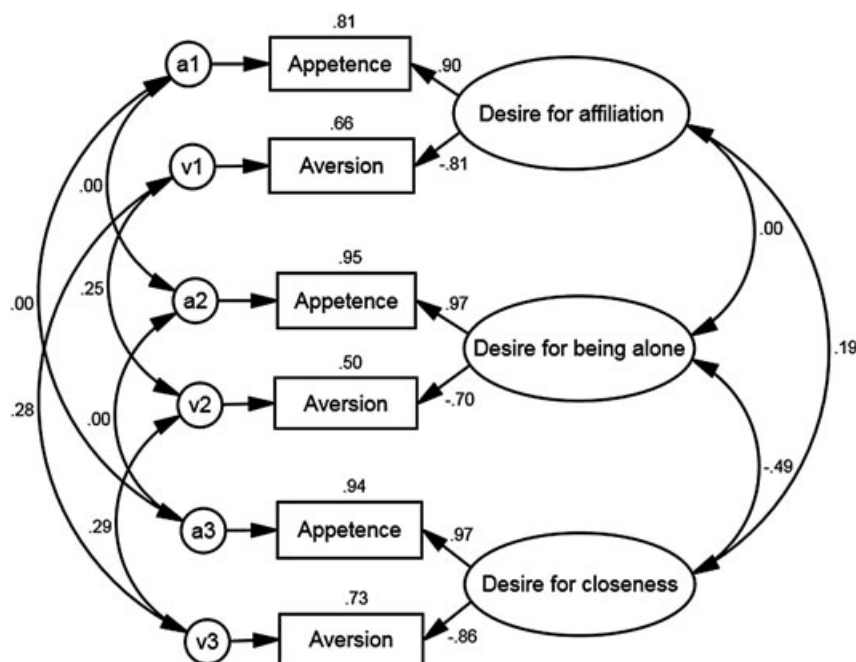 .81
a1
Appetence
.90
Desire for affiliation
.66
v1
Aversion
-.81
.00
.00
.95
.25
a2
Appetence
.97
.00
Desire for being alone
.19
.50
.28
v2
Aversion
-.70
.00
-.49
.94
a3
Appetence
.97
.29
Desire for closeness
.73
v3
Aversion
-.86